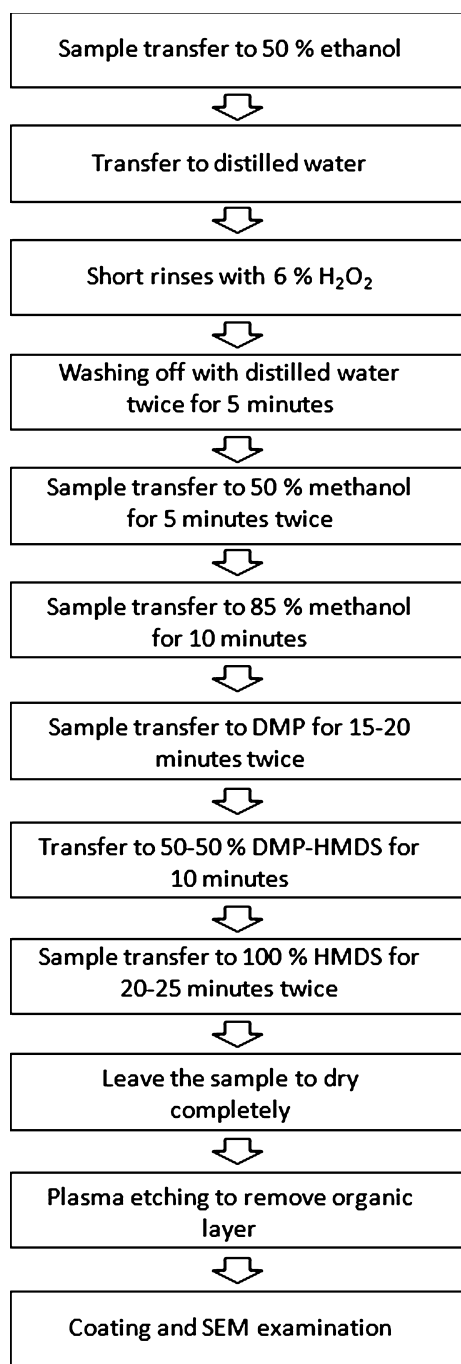 Sample transfer to 50 % ethanol
Transfer to distilled water
Short rinses with 6 % H₂O₂
Washing off with distilled water
twice for 5 minutes
Sample transfer to 50 % methanol
for 5 minutes twice
Sample transfer to 85 % methanol
for 10 minutes
Sample transfer to DMP for 15-20
minutes twice
Transfer to 50-50 % DMP-HMDS for
10 minutes
Sample transfer to 100 % HMDS for
20-25 minutes twice
Leave the sample to dry
completely
Plasma etching to remove organic
layer
Coating and SEM examination